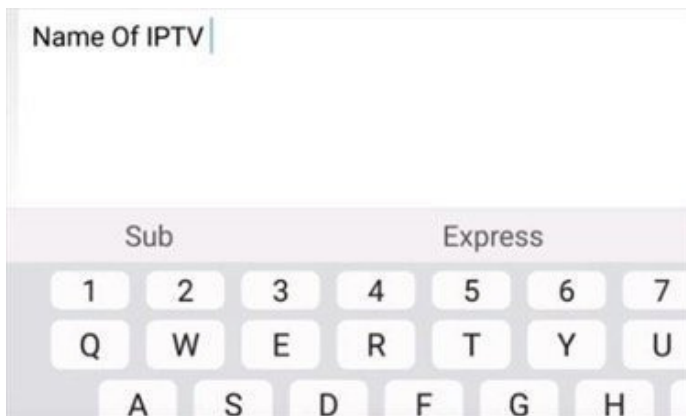 Name Of IPTV
Sub Express
1 2 3 4 5 6 7
Q W E R T Y U
A S D F G H